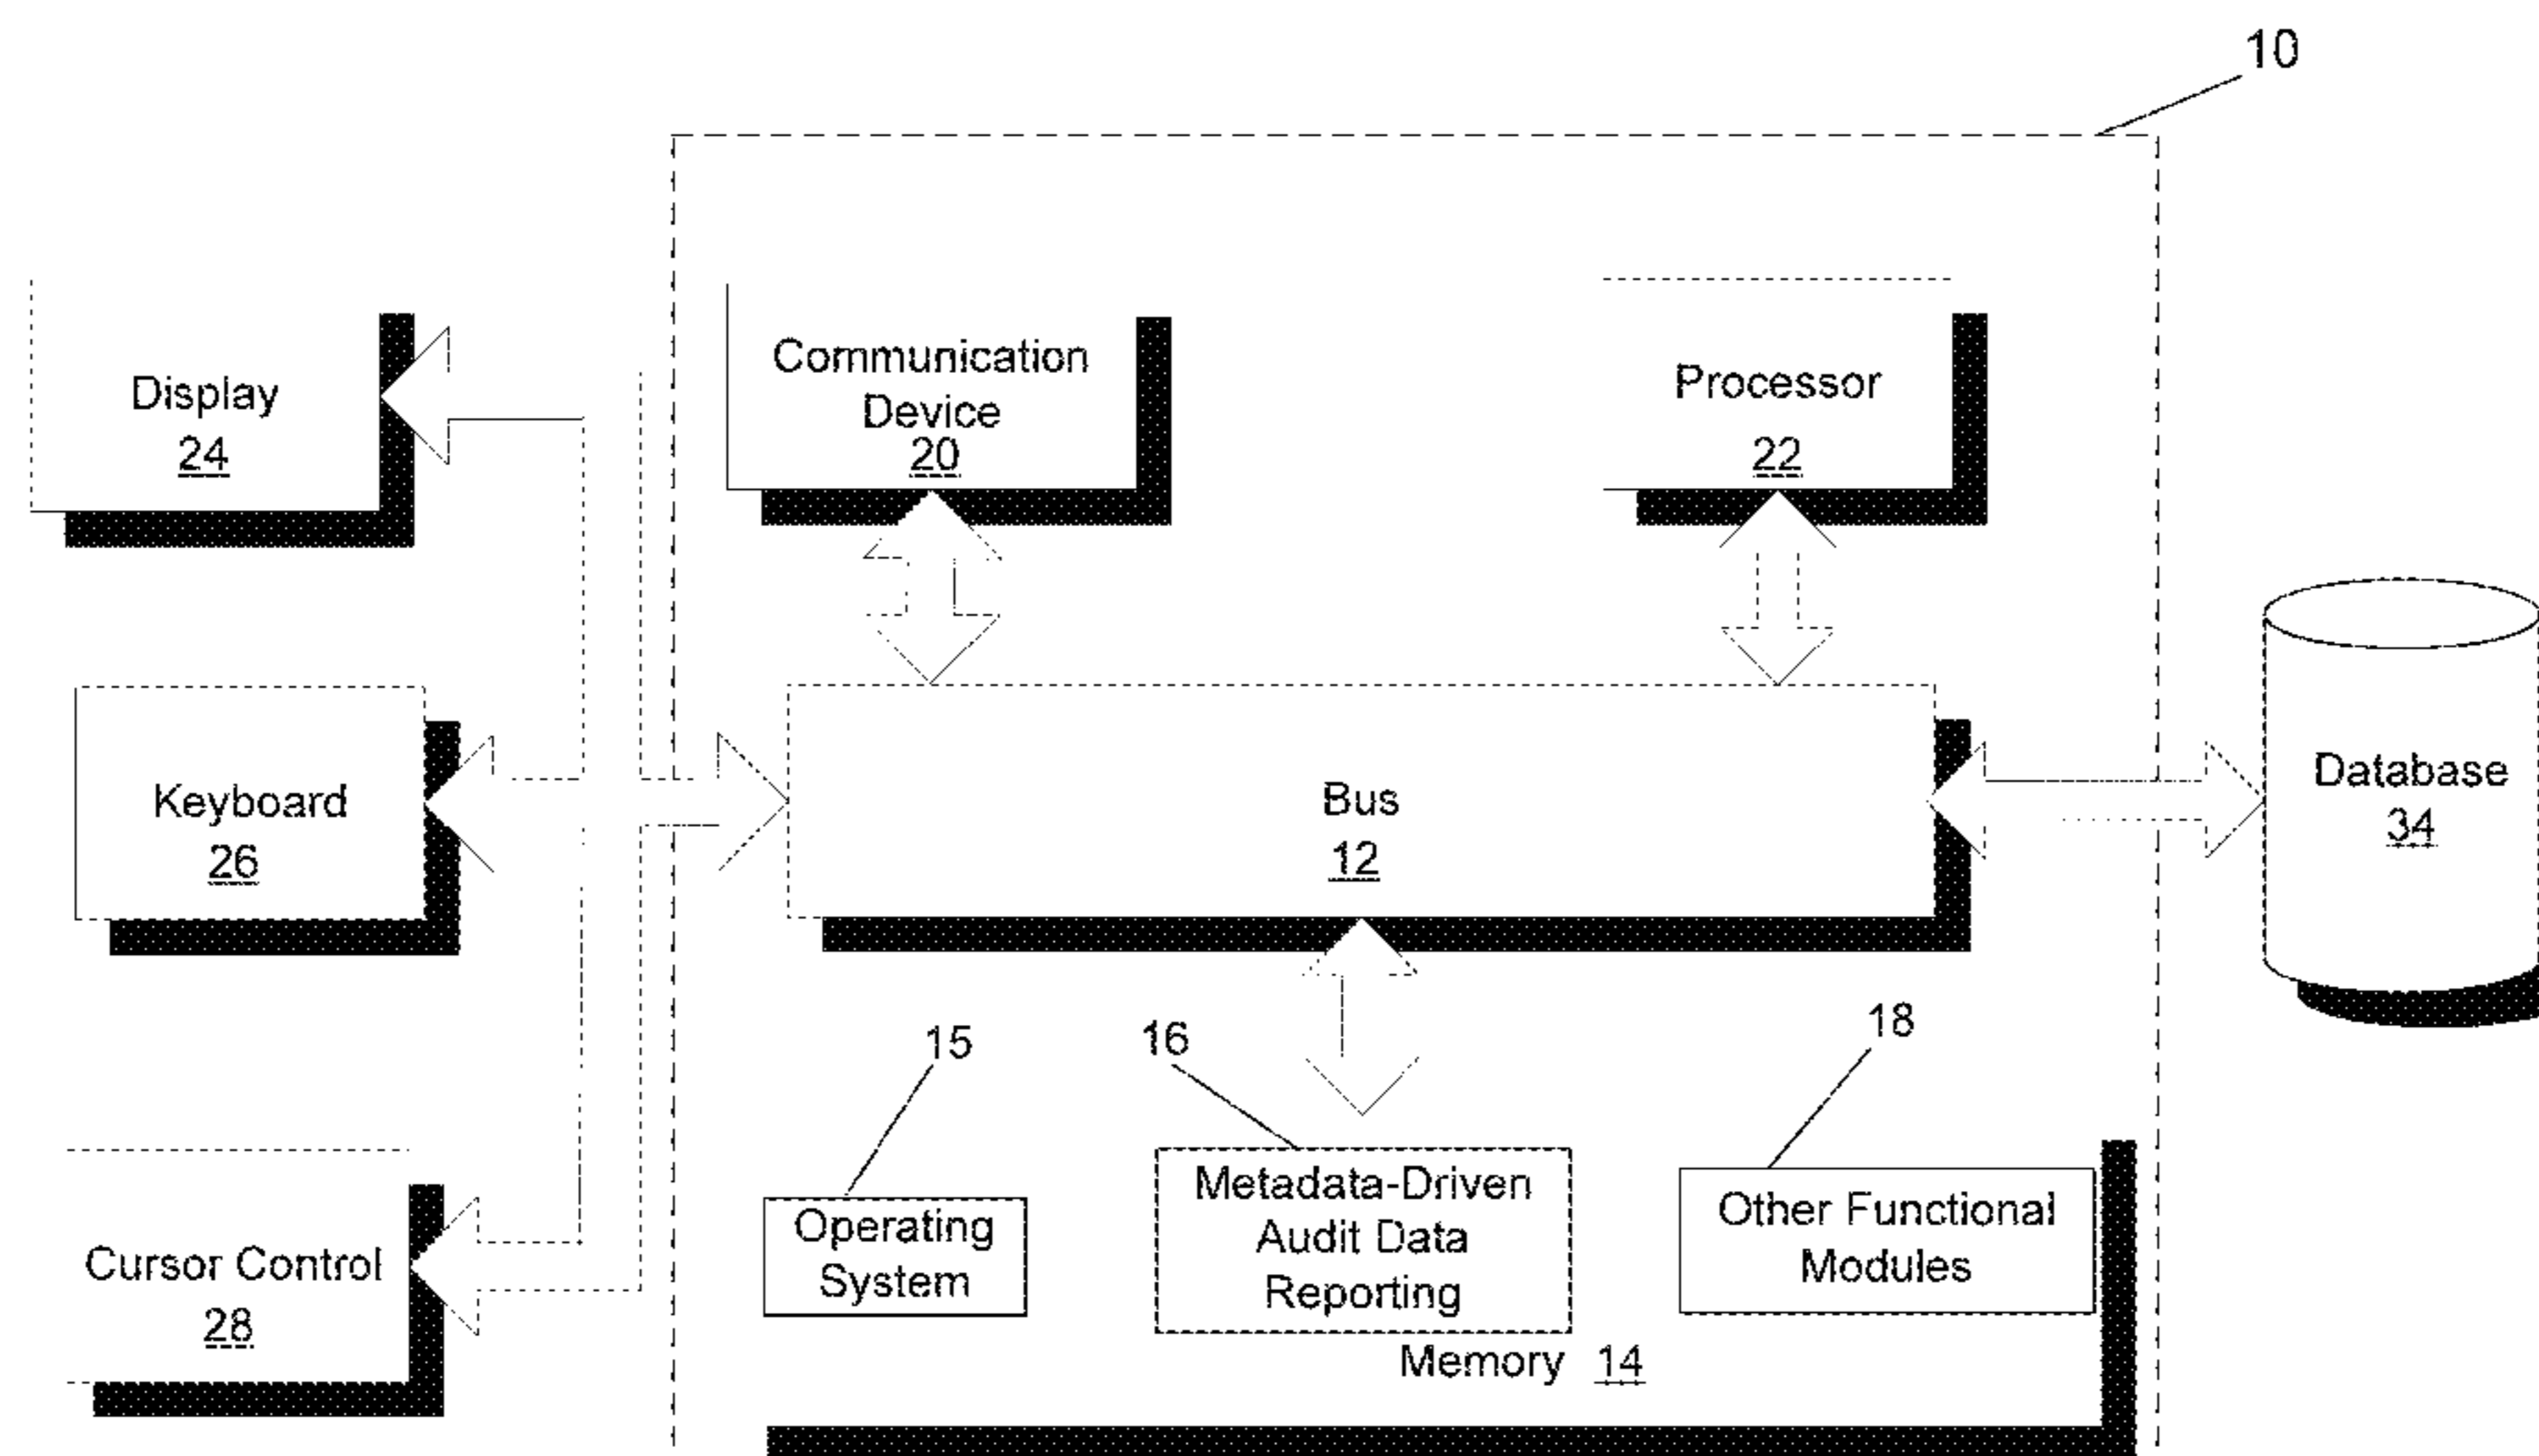 10
Display
24
Communication
Device
20
Processor
22
Keyboard
26
Bus
12
Database
34
15
16
18
Cursor Control
28
Operating
System
Metadata-Driven
Audit Data
Reporting
Other Functional
Modules
Memory 14